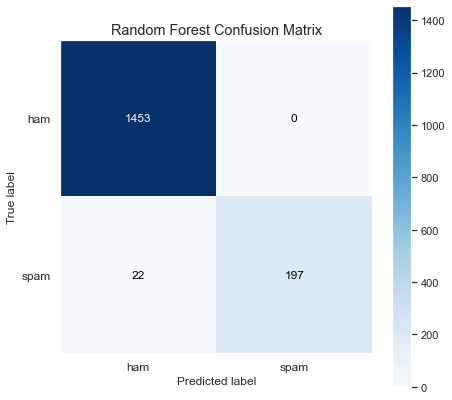 Random Forest Confusion Matrix
True label
ham
1453
0
spam
22
197
ham
spam
Predicted label
1400
1200
1000
800
600
400
200
0